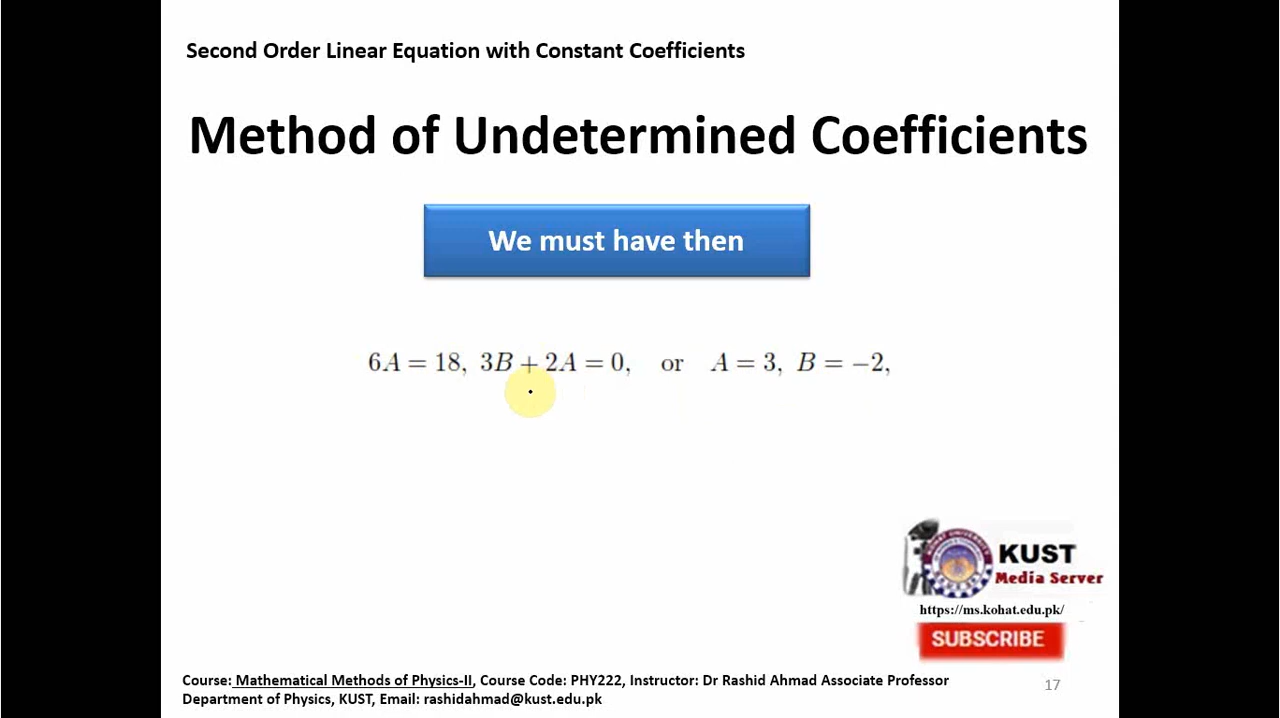 Second Order Linear Equation with Constant Coefficients
Method of Undetermined Coefficients
We must have then
6A = 18, 3B + 2A = 0, or A = 3, B = −2,
KUST
Media Server
https://ms.kohat.edu.pk/
SUBSCRIBE
Course: Mathematical Methods of Physics-II, Course Code: PHY222, Instructor: Dr Rashid Ahmad Associate Professor
Department of Physics, KUST, Email: rashidahmad@kust.edu.pk
17